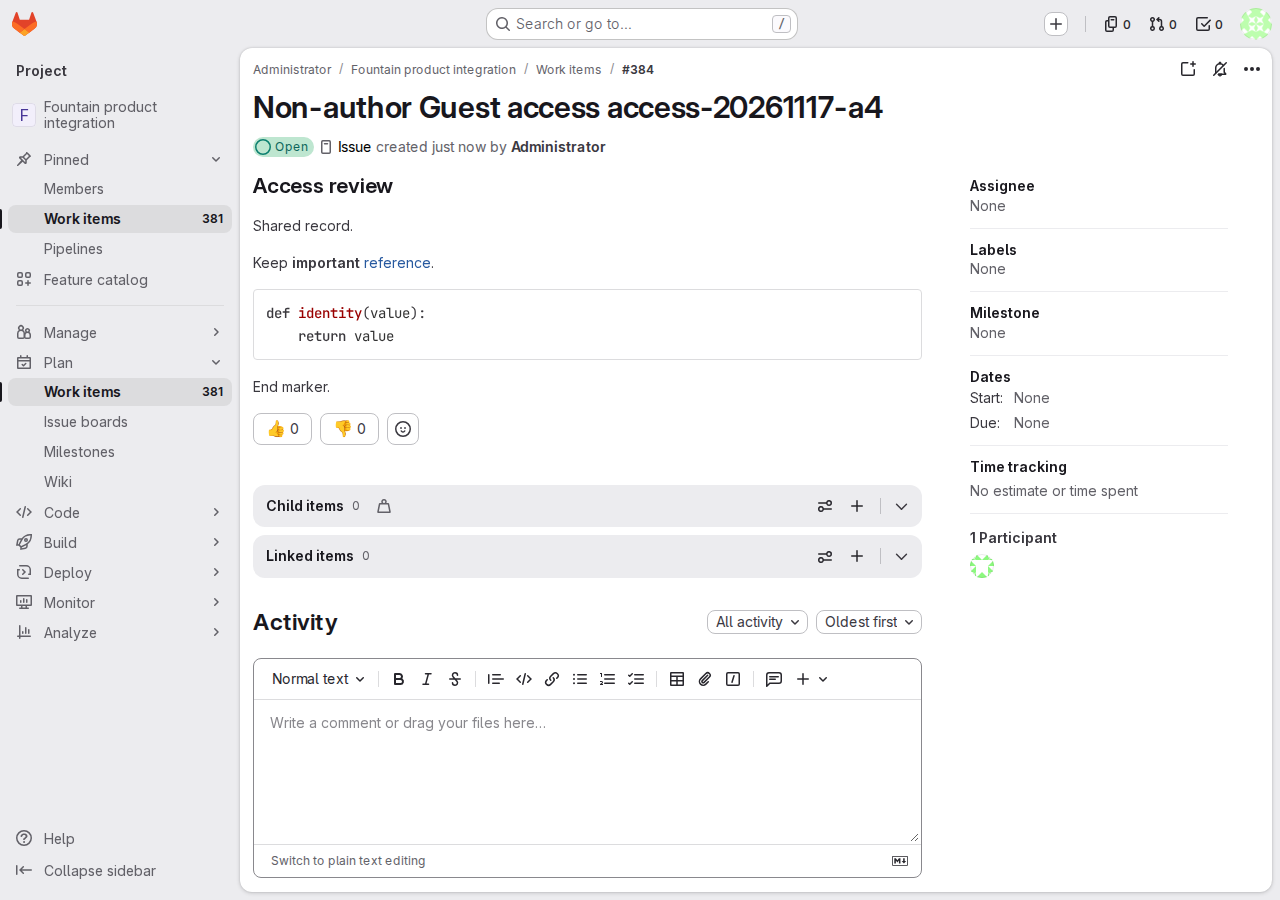 Search or go to...
/
0
0
0
Project
F
Fountain product
integration
Pinned
Members
Work items 381
Pipelines
Feature catalog
Manage
Plan
Work items 381
Issue boards
Milestones
Wiki
Code
Build
Deploy
Monitor
Analyze
Help
Collapse sidebar
Administrator / Fountain product integration / Work items / #384
Non-author Guest access access-20261117-a4
Open Issue created just now by Administrator
Access review
Shared record.
Keep important reference.
def identity(value):
    return value
End marker.
👍 0 👎 0
Child items 0
Linked items 0
Activity
All activity
Oldest first
Normal text
Write a comment or drag your files here...
Switch to plain text editing
Assignee
None
Labels
None
Milestone
None
Dates
Start: None
Due: None
Time tracking
No estimate or time spent
1 Participant